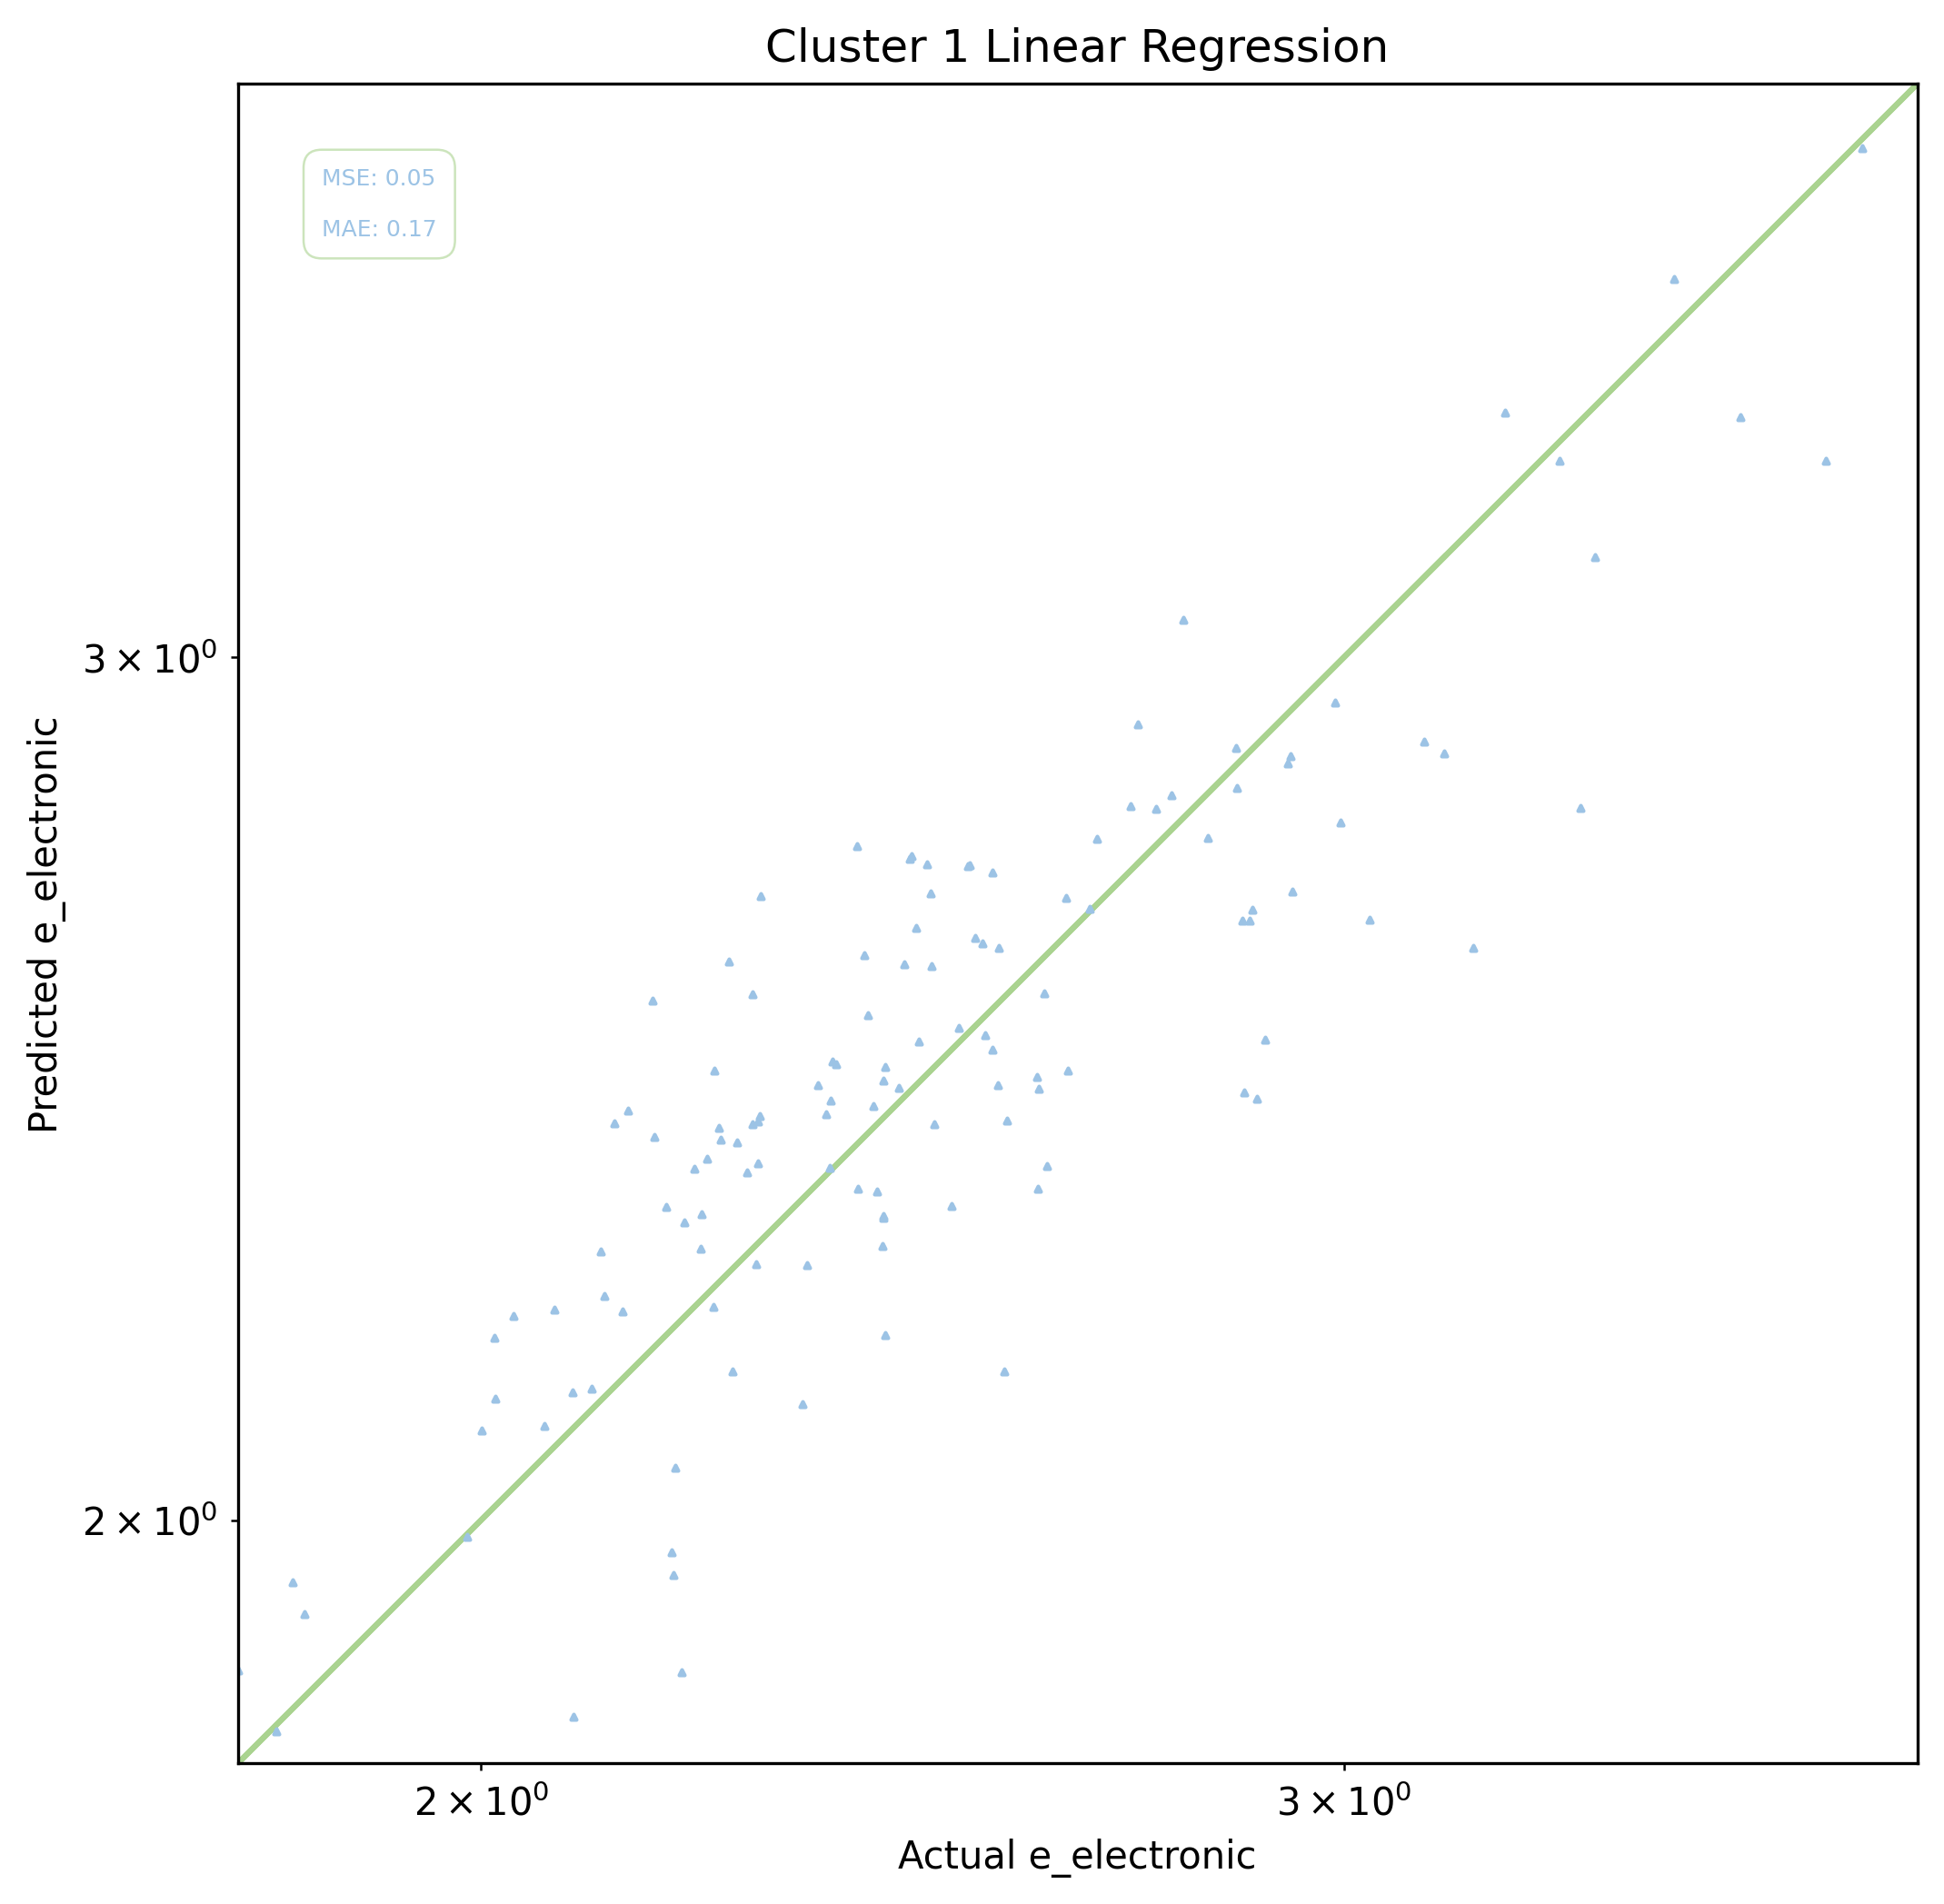 Cluster 1 Linear Regression
MSE: 0.05
MAE: 0.17
Predicted e_electronic
3 × 10⁰
2 × 10⁰
2 × 10⁰
3 × 10⁰
Actual e_electronic